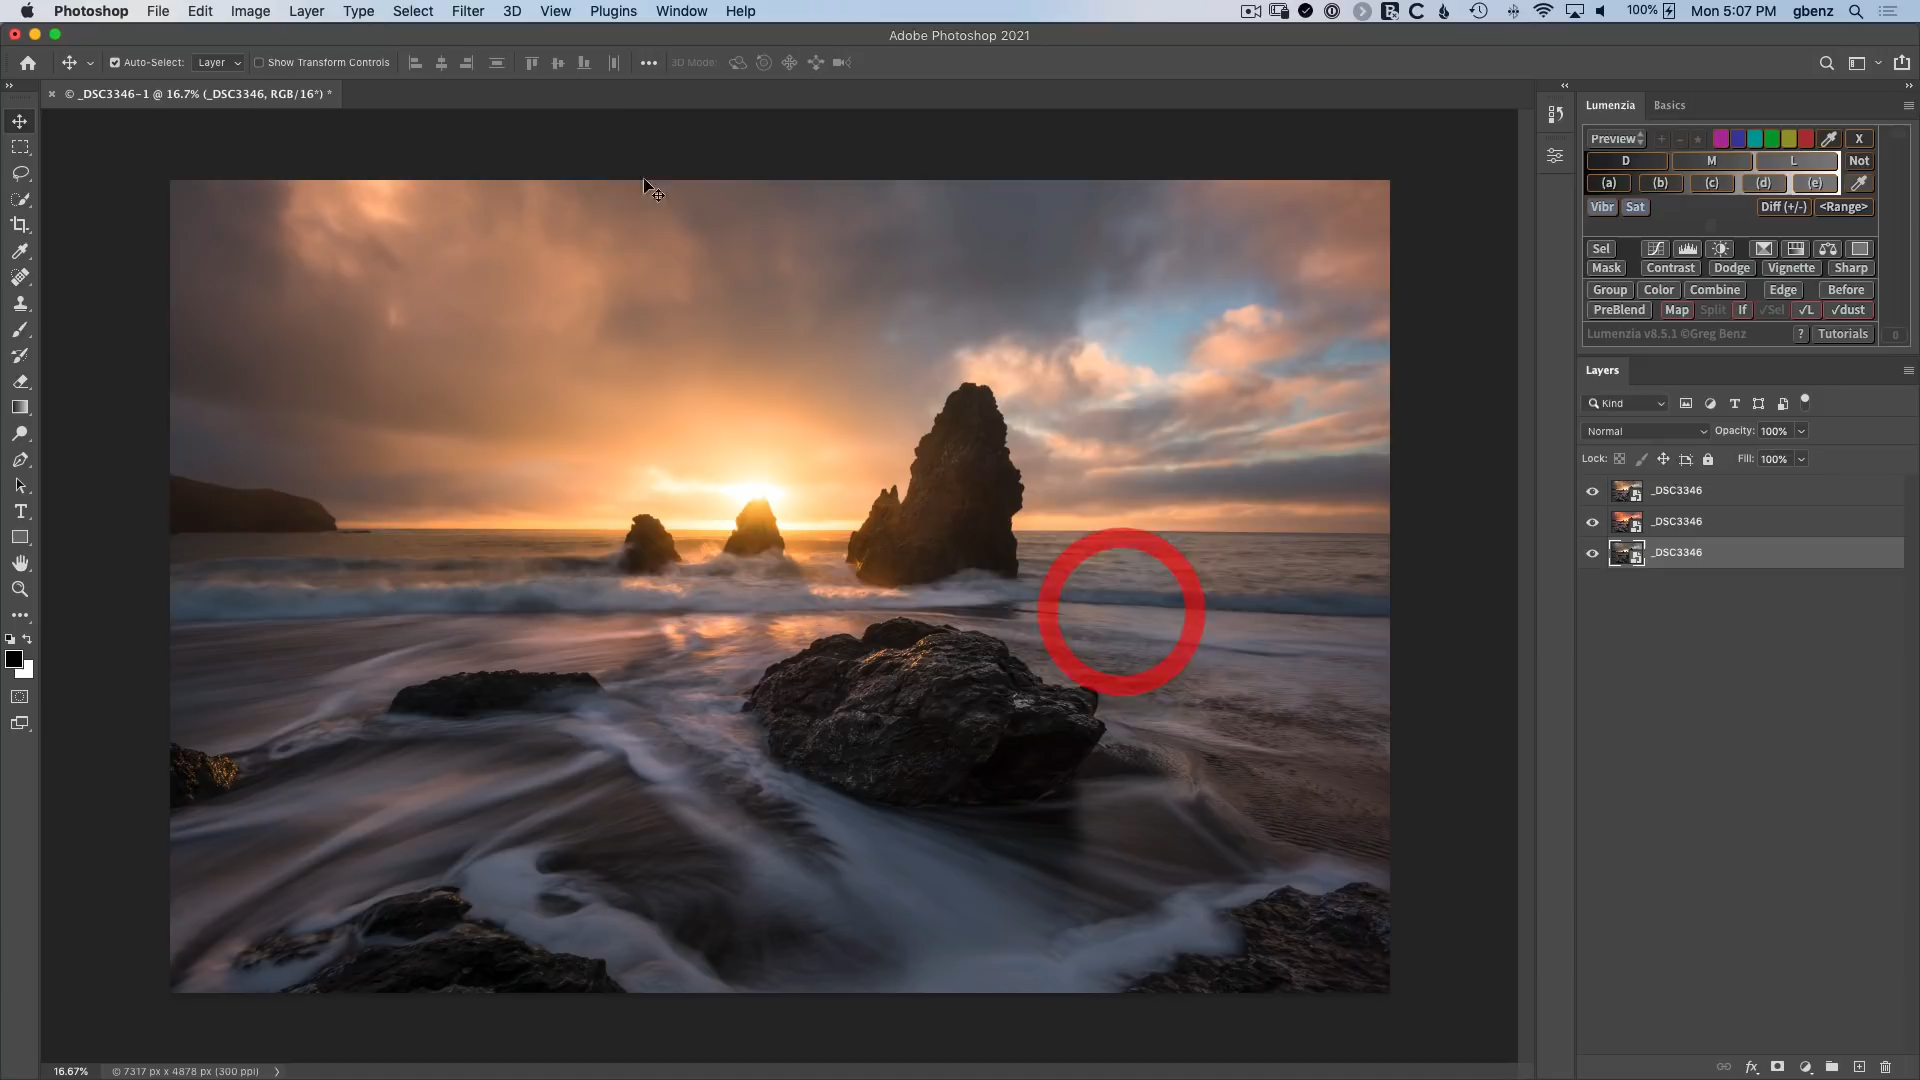 Photoshop File Edit Image Layer Type Select Filter 3D View Plugins Window Help 100% Mon 5:07 PM gbenz
Adobe Photoshop 2021
Auto-Select: Layer Show Transform Controls 3D Mode:
© _DSC3346-1 @ 16.7% (_DSC3346, RGB/16*) *
Lumenzia Basics
Preview + - ★ X
D M L Not
(a) (b) (c) (d) (e)
Vibr Sat Diff (+/-) <Range>
Sel
Mask Contrast Dodge Vignette Sharp
Group Color Combine Edge Before
PreBlend Map Split If √Sel √L √dust
Lumenzia v8.5.1 ©Greg Benz ? Tutorials 0
Layers
Kind
Normal Opacity: 100%
Lock: Fill: 100%
_DSC3346
_DSC3346
_DSC3346
16.67% © 7317 px x 4878 px (300 ppi)